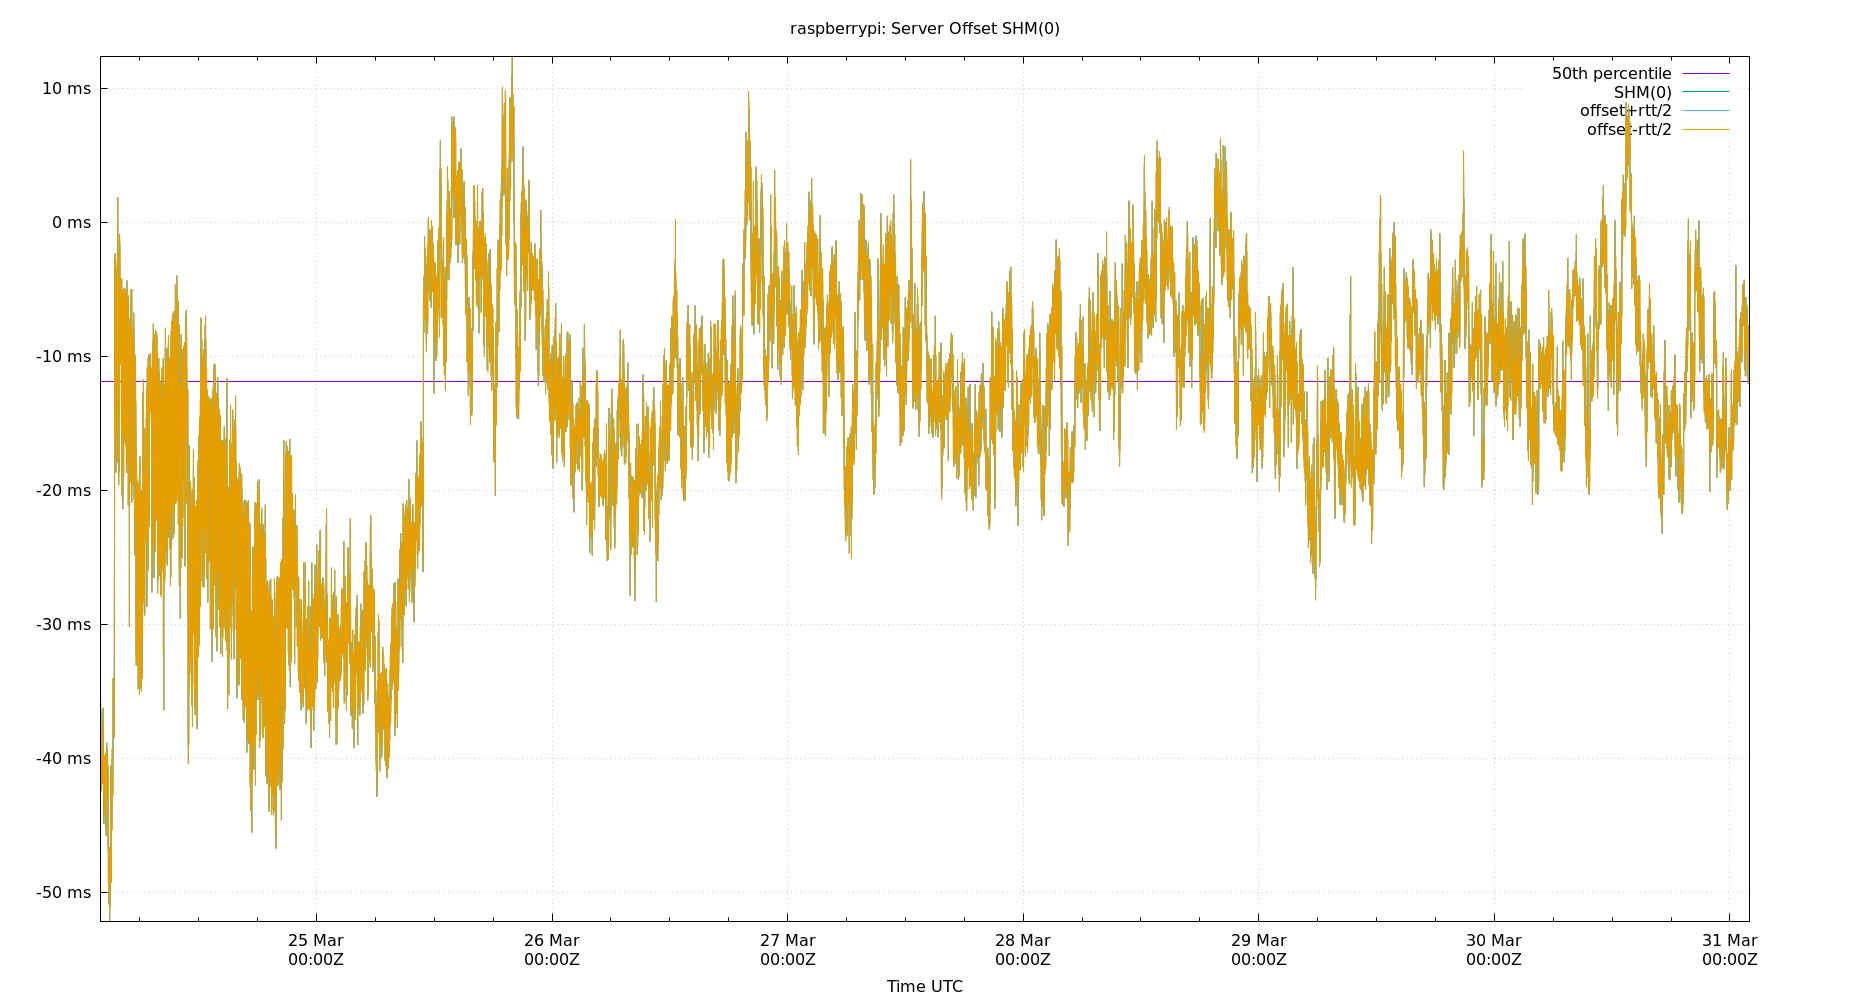 raspberrypi: Server Offset SHM(0)
50th percentile
SHM(0)
offset+rtt/2
offset-rtt/2
10 ms
0 ms
-10 ms
-20 ms
-30 ms
-40 ms
-50 ms
25 Mar 26 Mar 27 Mar 28 Mar 29 Mar 30 Mar 31 Mar
00:00Z 00:00Z 00:00Z 00:00Z 00:00Z 00:00Z 00:00Z
Time UTC